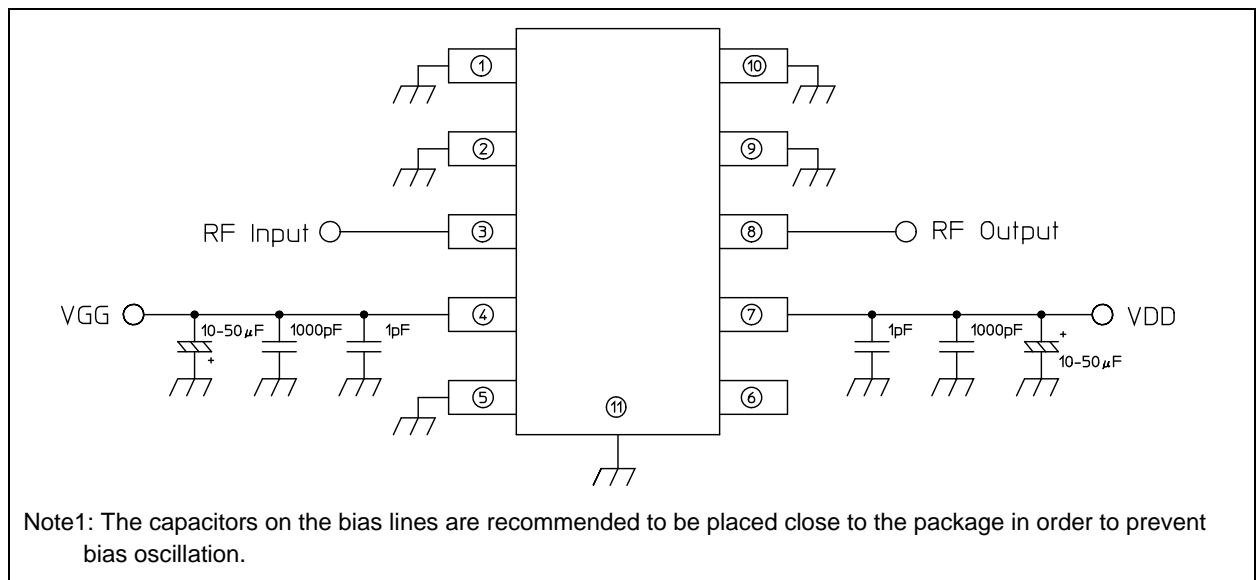 ① ⑩
② ⑨
RF Input ③ ⑧ RF Output
VGG 10-50μF 1000pF 1pF ④ ⑦ 1pF 1000pF + VDD
+ 10-50μF
⑤ ⑪ ⑥
Note1: The capacitors on the bias lines are recommended to be placed close to the package in order to prevent
bias oscillation.